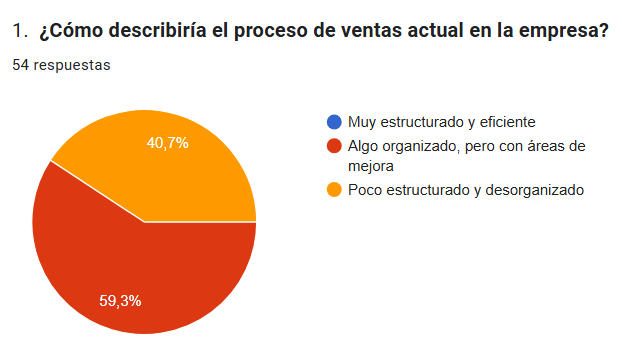 1. ¿Cómo describiría el proceso de ventas actual en la empresa?
54 respuestas
40,7%
59,3%
Muy estructurado y eficiente
Algo organizado, pero con áreas de
mejora
Poco estructurado y desorganizado